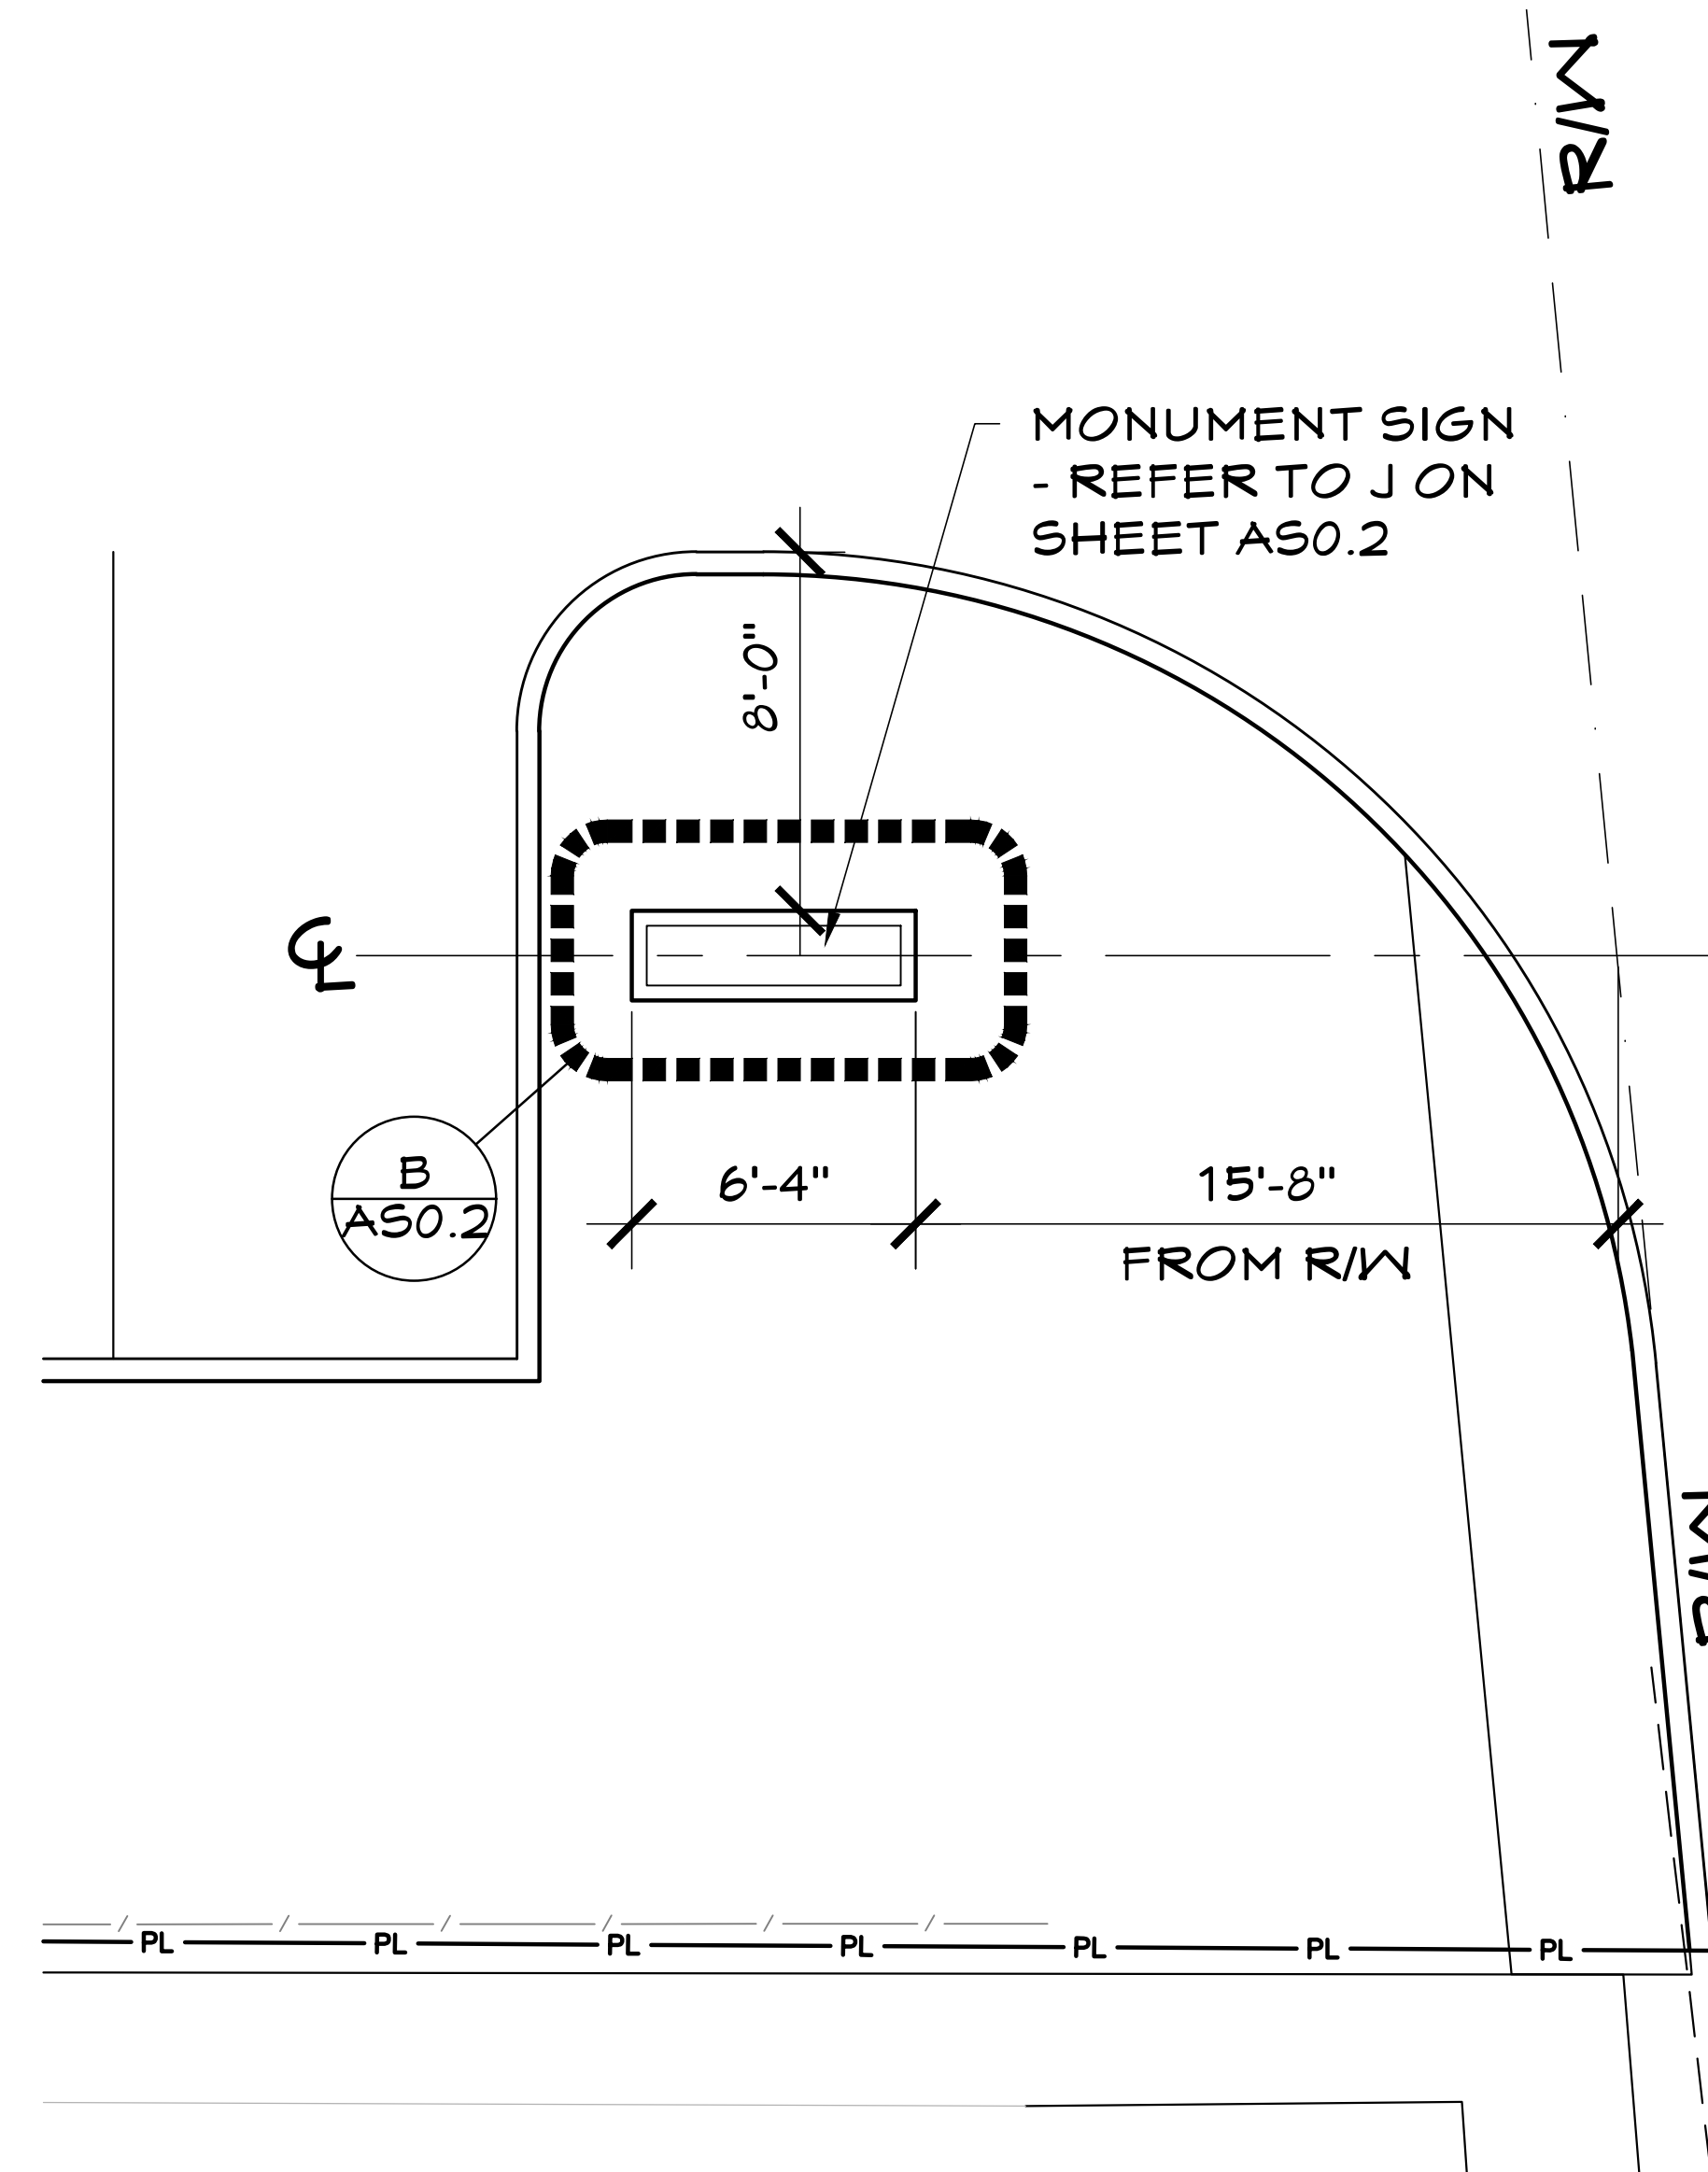 R/W
MONUMENT SIGN
- REFER TO J ON
SHEET AS0.2
8'-0"
CL
B
AS0.2
6'-4"
15'-8"
FROM R/W
R/W
PL PL PL PL PL PL PL